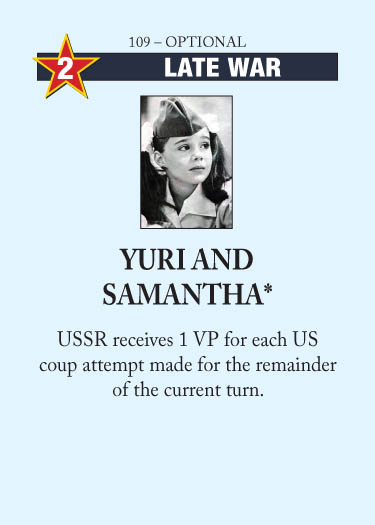 109 – OPTIONAL
2
LATE WAR
YURI AND
SAMANTHA*
USSR receives 1 VP for each US
coup attempt made for the remainder
of the current turn.